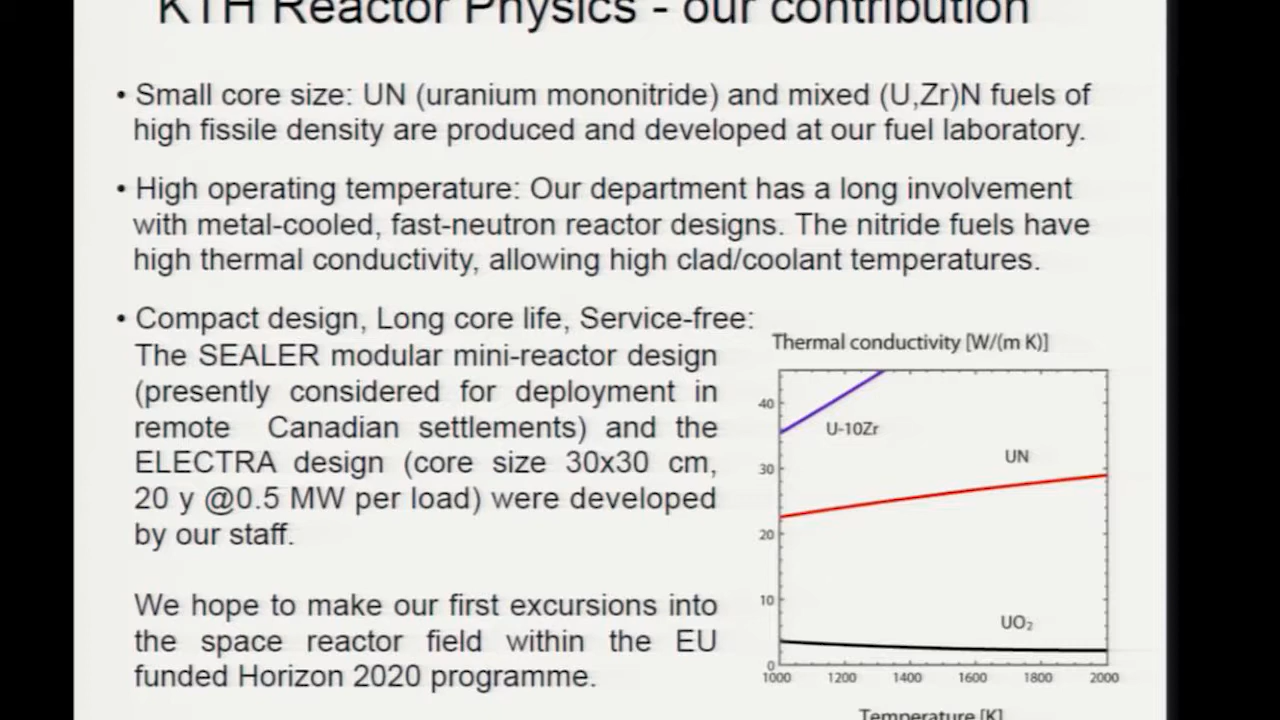 KTH Reactor Physics - our contribution
• Small core size: UN (uranium mononitride) and mixed (U,Zr)N fuels of
high fissile density are produced and developed at our fuel laboratory.
• High operating temperature: Our department has a long involvement
with metal-cooled, fast-neutron reactor designs. The nitride fuels have
high thermal conductivity, allowing high clad/coolant temperatures.
• Compact design, Long core life, Service-free:
The SEALER modular mini-reactor design
(presently considered for deployment in
remote Canadian settlements) and the
ELECTRA design (core size 30x30 cm,
20 y @0.5 MW per load) were developed
by our staff.
We hope to make our first excursions into
the space reactor field within the EU
funded Horizon 2020 programme.
Thermal conductivity [W/(m K)]
40
U-10Zr
UN
30
20
10
UO₂
0
1000 1200 1400 1600 1800 2000
Temperature [K]